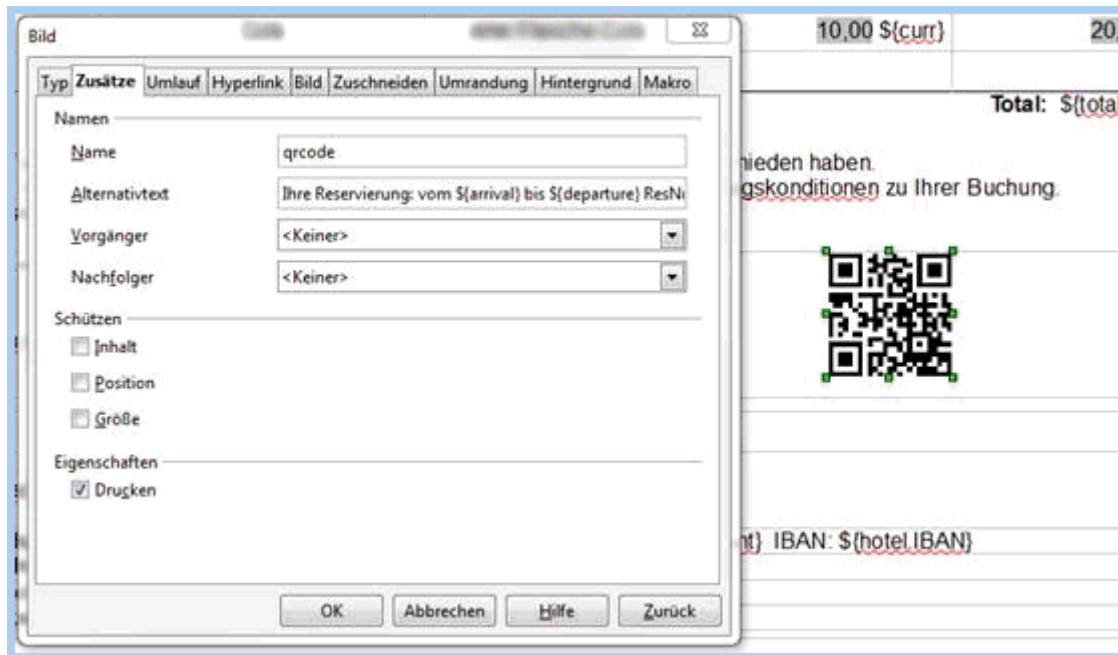 Bild
10,00 ${curr}
20,
Typ Zusätze Umlauf Hyperlink Bild Zuschneiden Umrandung Hintergrund Makro
Total: ${tota
Namen
Name qrcode
nieden haben.
Alternativtext Ihre Reservierung: vom ${arrival} bis ${departure} ResN
gskonditionen zu Ihrer Buchung.
Vorgänger <Keiner>
Nachfolger <Keiner>
Schützen
Inhalt
Position
Größe
Eigenschaften
Drucken
nt} IBAN: ${hotel.IBAN}
OK Abbrechen Hilfe Zurück